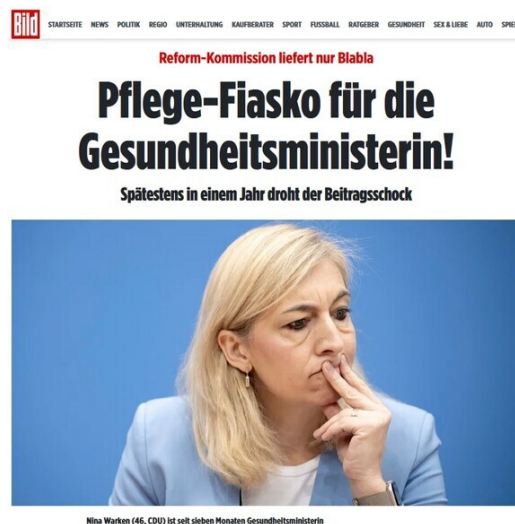 Bild STARTSEITE NEWS POLITIK REGIO UNTERHALTUNG KAUFBERATER SPORT FUSSBALL RATGEBER GESUNDHEIT SEX & LIEBE AUTO SPIE
Reform-Kommission liefert nur Blabla
Pflege-Fiasko für die
Gesundheitsministerin!
Spätestens in einem Jahr droht der Beitragsschock
Nina Warken (46, CDU) ist seit sieben Monaten Gesundheitsministerin